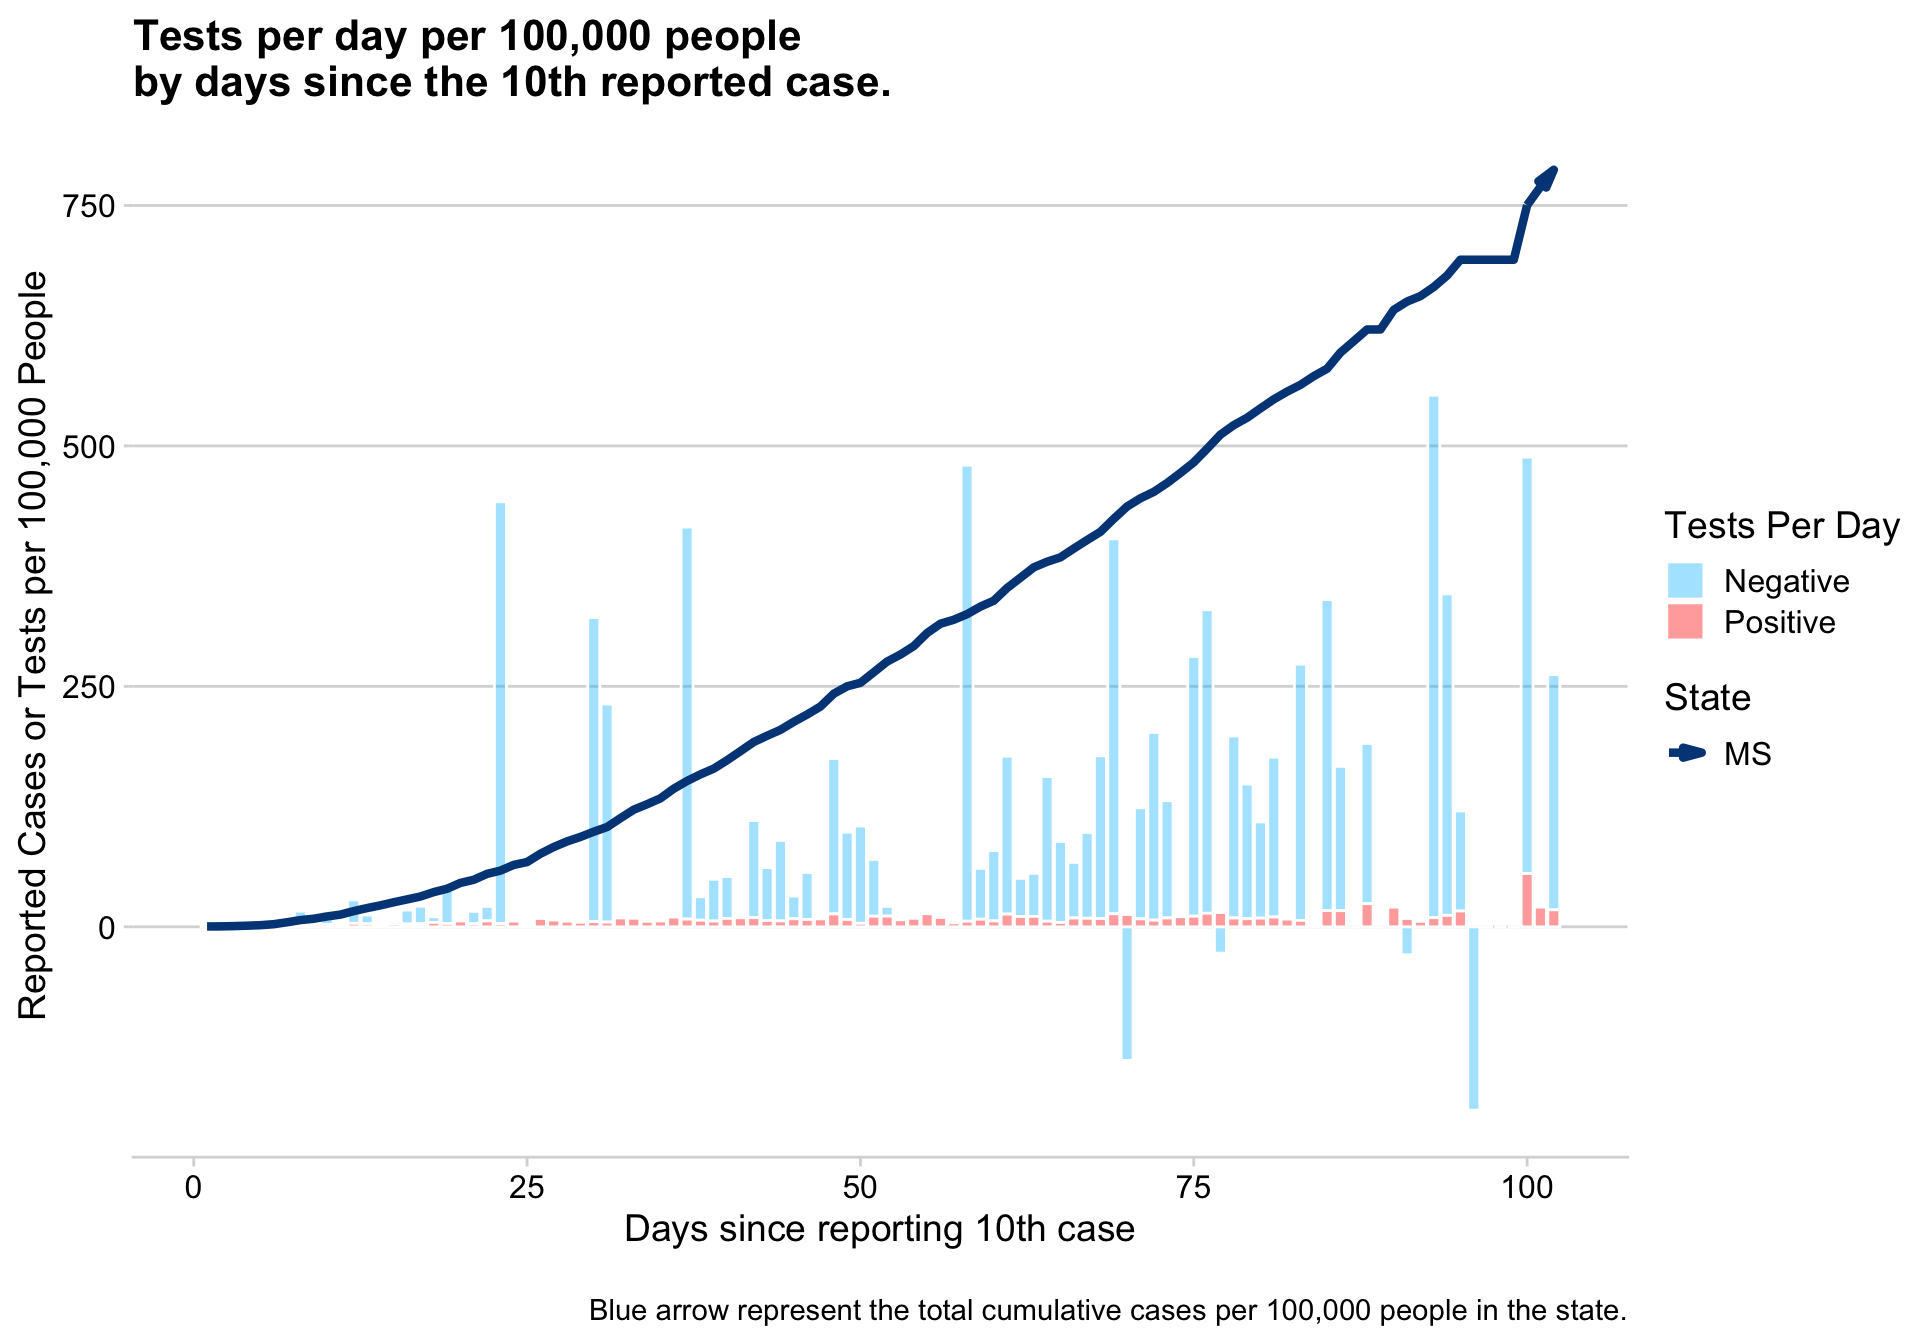 Tests per day per 100,000 people
by days since the 10th reported case.
Reported Cases or Tests per 100,000 People
750
500
250
0
0
25
50
75
100
Days since reporting 10th case
Tests Per Day
Negative
Positive
State
MS
Blue arrow represent the total cumulative cases per 100,000 people in the state.